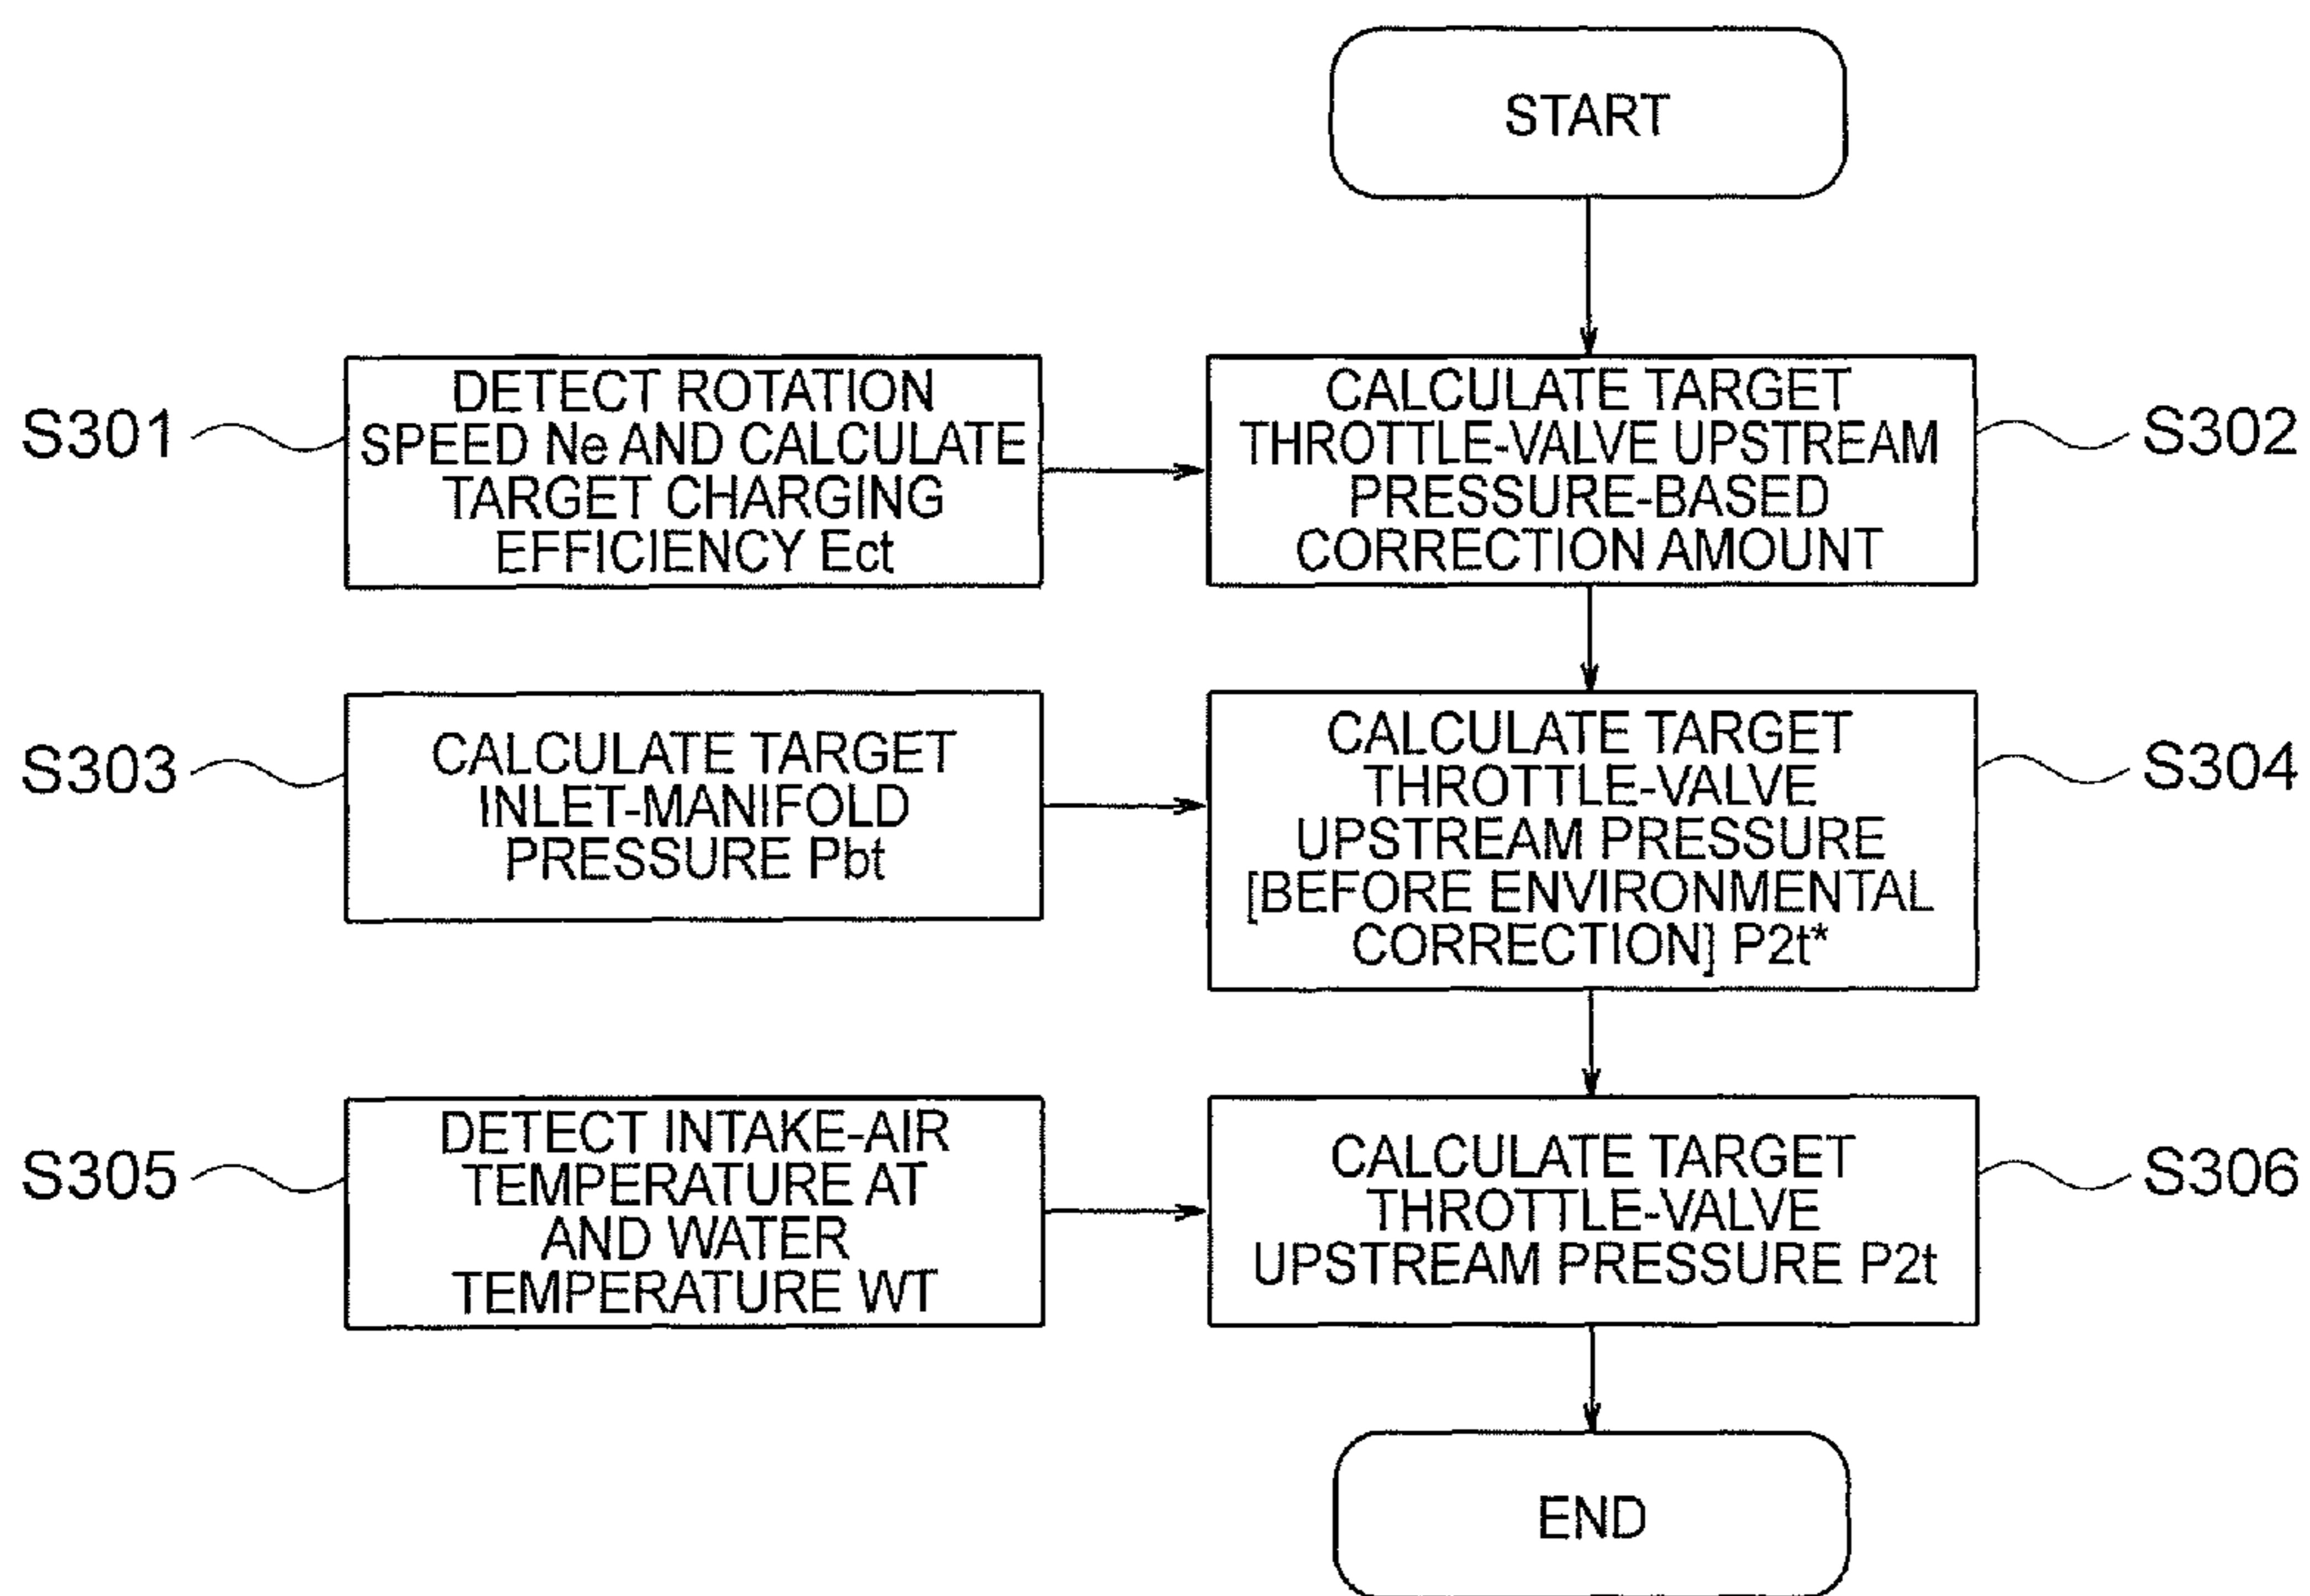 START
S301
DETECT ROTATION
SPEED Ne AND CALCULATE
TARGET CHARGING
EFFICIENCY Ect
CALCULATE TARGET
THROTTLE-VALVE UPSTREAM
PRESSURE-BASED
CORRECTION AMOUNT
S302
S303
CALCULATE TARGET
INLET-MANIFOLD
PRESSURE Pbt
CALCULATE TARGET
THROTTLE-VALVE
UPSTREAM PRESSURE
[BEFORE ENVIRONMENTAL
CORRECTION] P2t*
S304
S305
DETECT INTAKE-AIR
TEMPERATURE AT
AND WATER
TEMPERATURE WT
CALCULATE TARGET
THROTTLE-VALVE
UPSTREAM PRESSURE P2t
S306
END